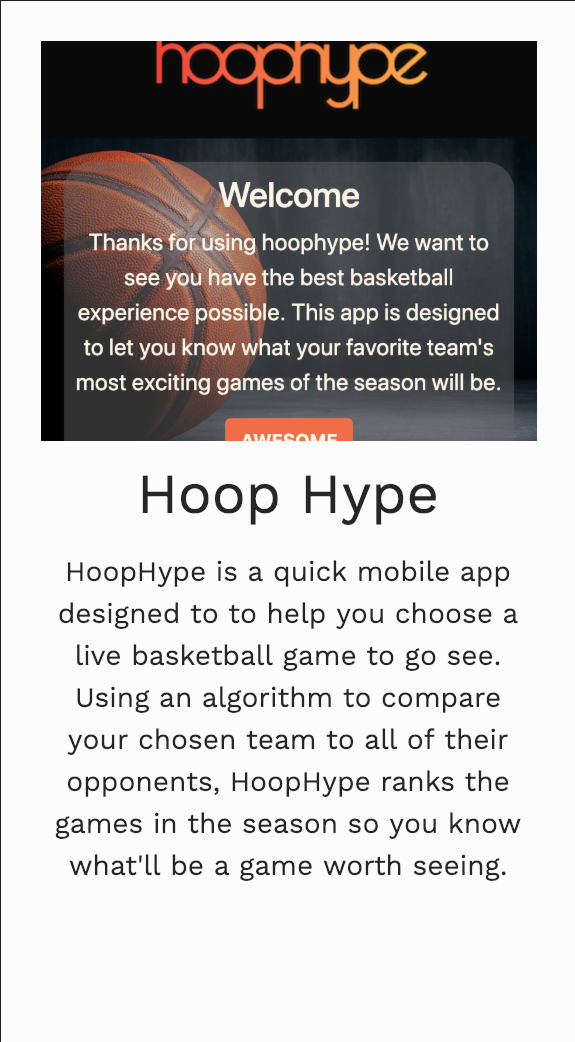 hoophype
Welcome
Thanks for using hoophype! We want to
see you have the best basketball
experience possible. This app is designed
to let you know what your favorite team's
most exciting games of the season will be.
AWESOME
Hoop Hype
HoopHype is a quick mobile app
designed to to help you choose a
live basketball game to go see.
Using an algorithm to compare
your chosen team to all of their
opponents, HoopHype ranks the
games in the season so you know
what'll be a game worth seeing.